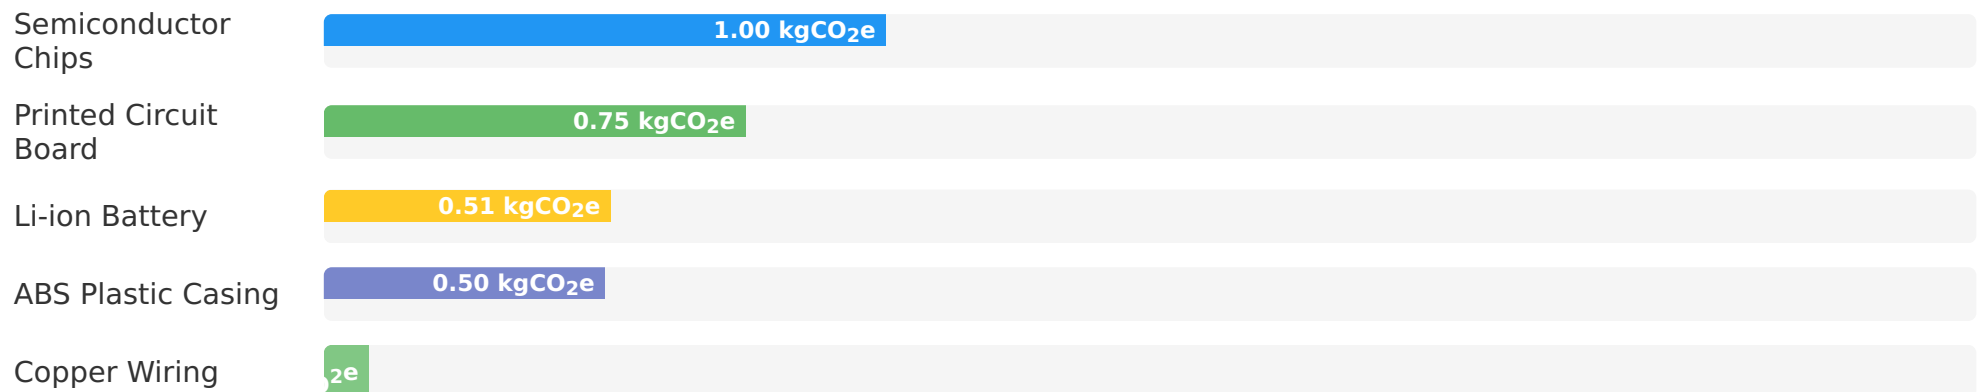 Semiconductor
Chips
1.00 kgCO₂e
Printed Circuit
Board
0.75 kgCO₂e
Li-ion Battery
0.51 kgCO₂e
ABS Plastic Casing
0.50 kgCO₂e
Copper Wiring
₂e